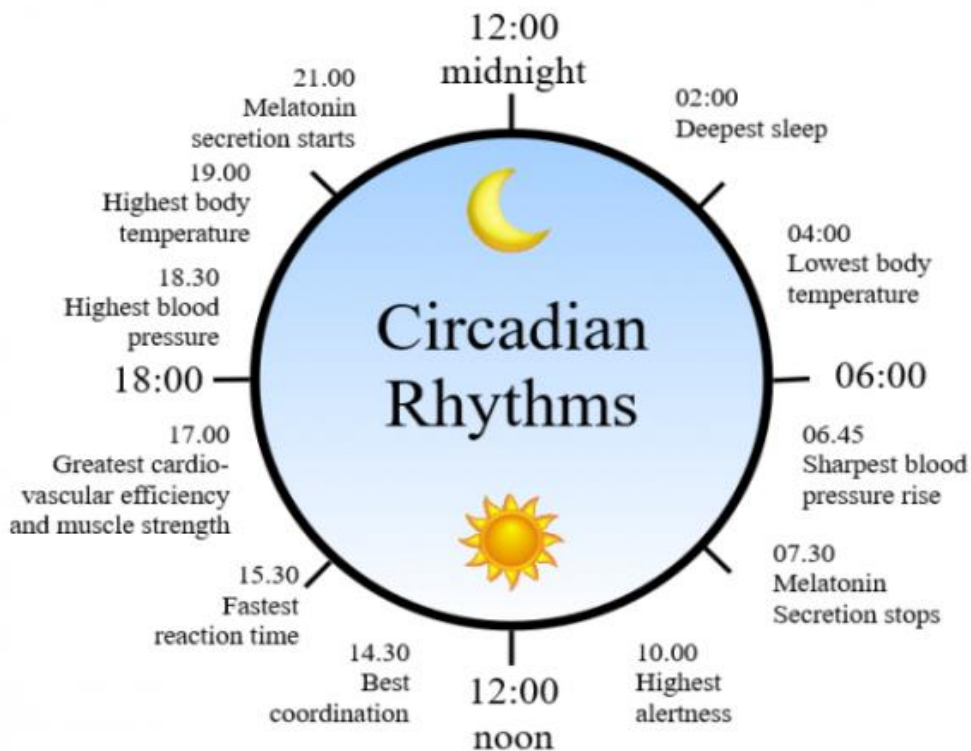 12:00
midnight
02:00
Deepest sleep
04:00
Lowest body
temperature
06:00
06.45
Sharpest blood
pressure rise
07.30
Melatonin
Secretion stops
10.00
Highest
alertness
12:00
noon
14.30
Best
coordination
15.30
Fastest
reaction time
17.00
Greatest cardio-
vascular efficiency
and muscle strength
18:00
18.30
Highest blood
pressure
19.00
Highest body
temperature
21.00
Melatonin
secretion starts
Circadian
Rhythms